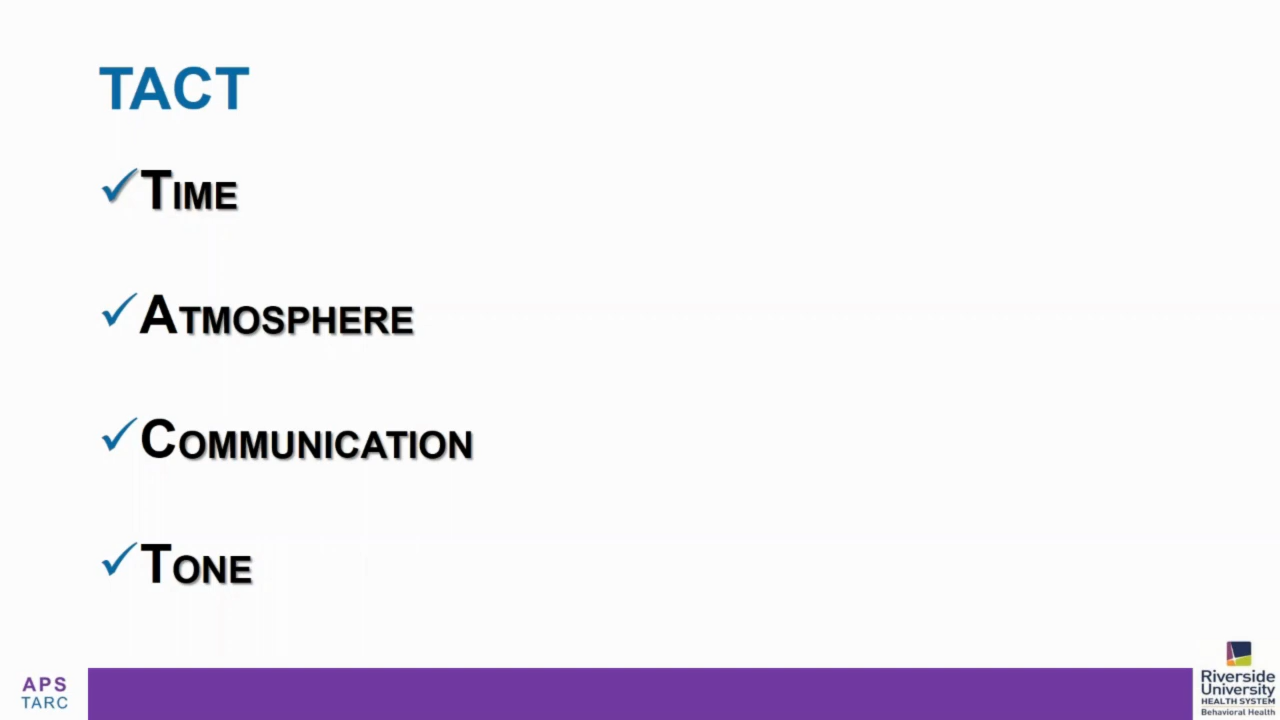 TACT
TIME
ATMOSPHERE
COMMUNICATION
TONE
APS
TARC
Riverside
University
HEALTH SYSTEM
Behavioral Health